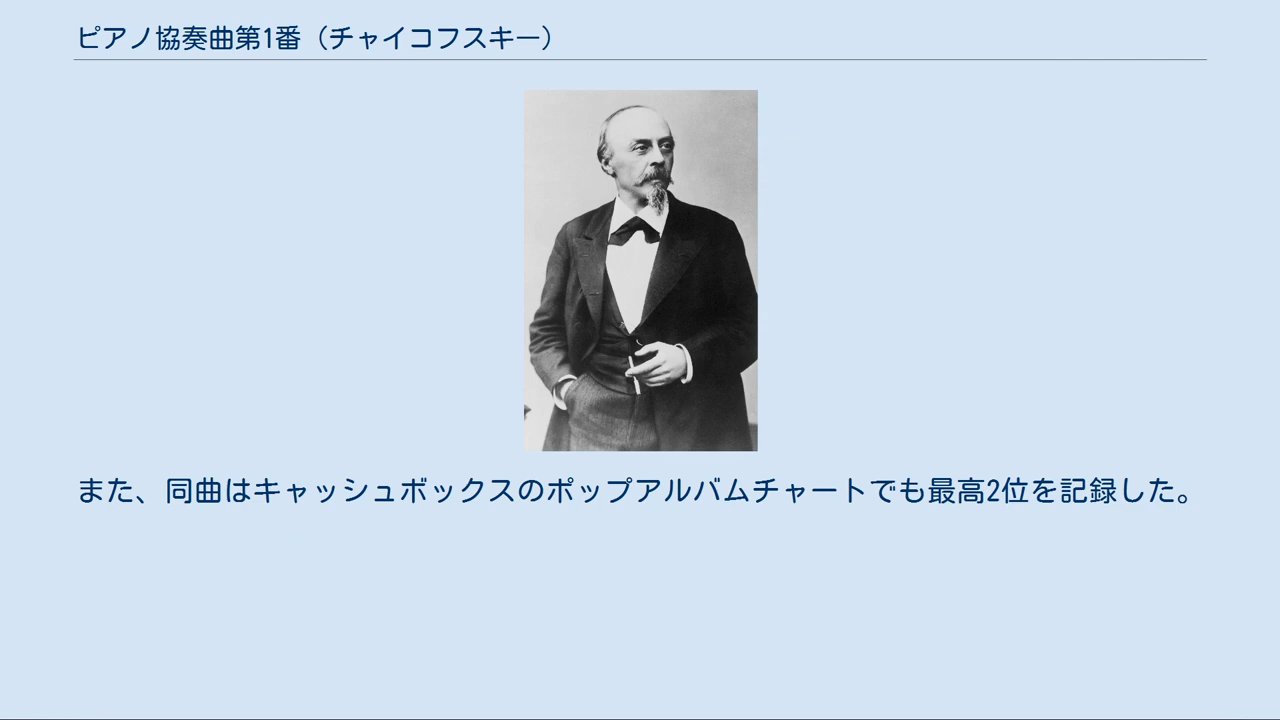 ピアノ協奏曲第1番（チャイコフスキー）
また、同曲はキャッシュボックスのポップアルバムチャートでも最高2位を記録した。